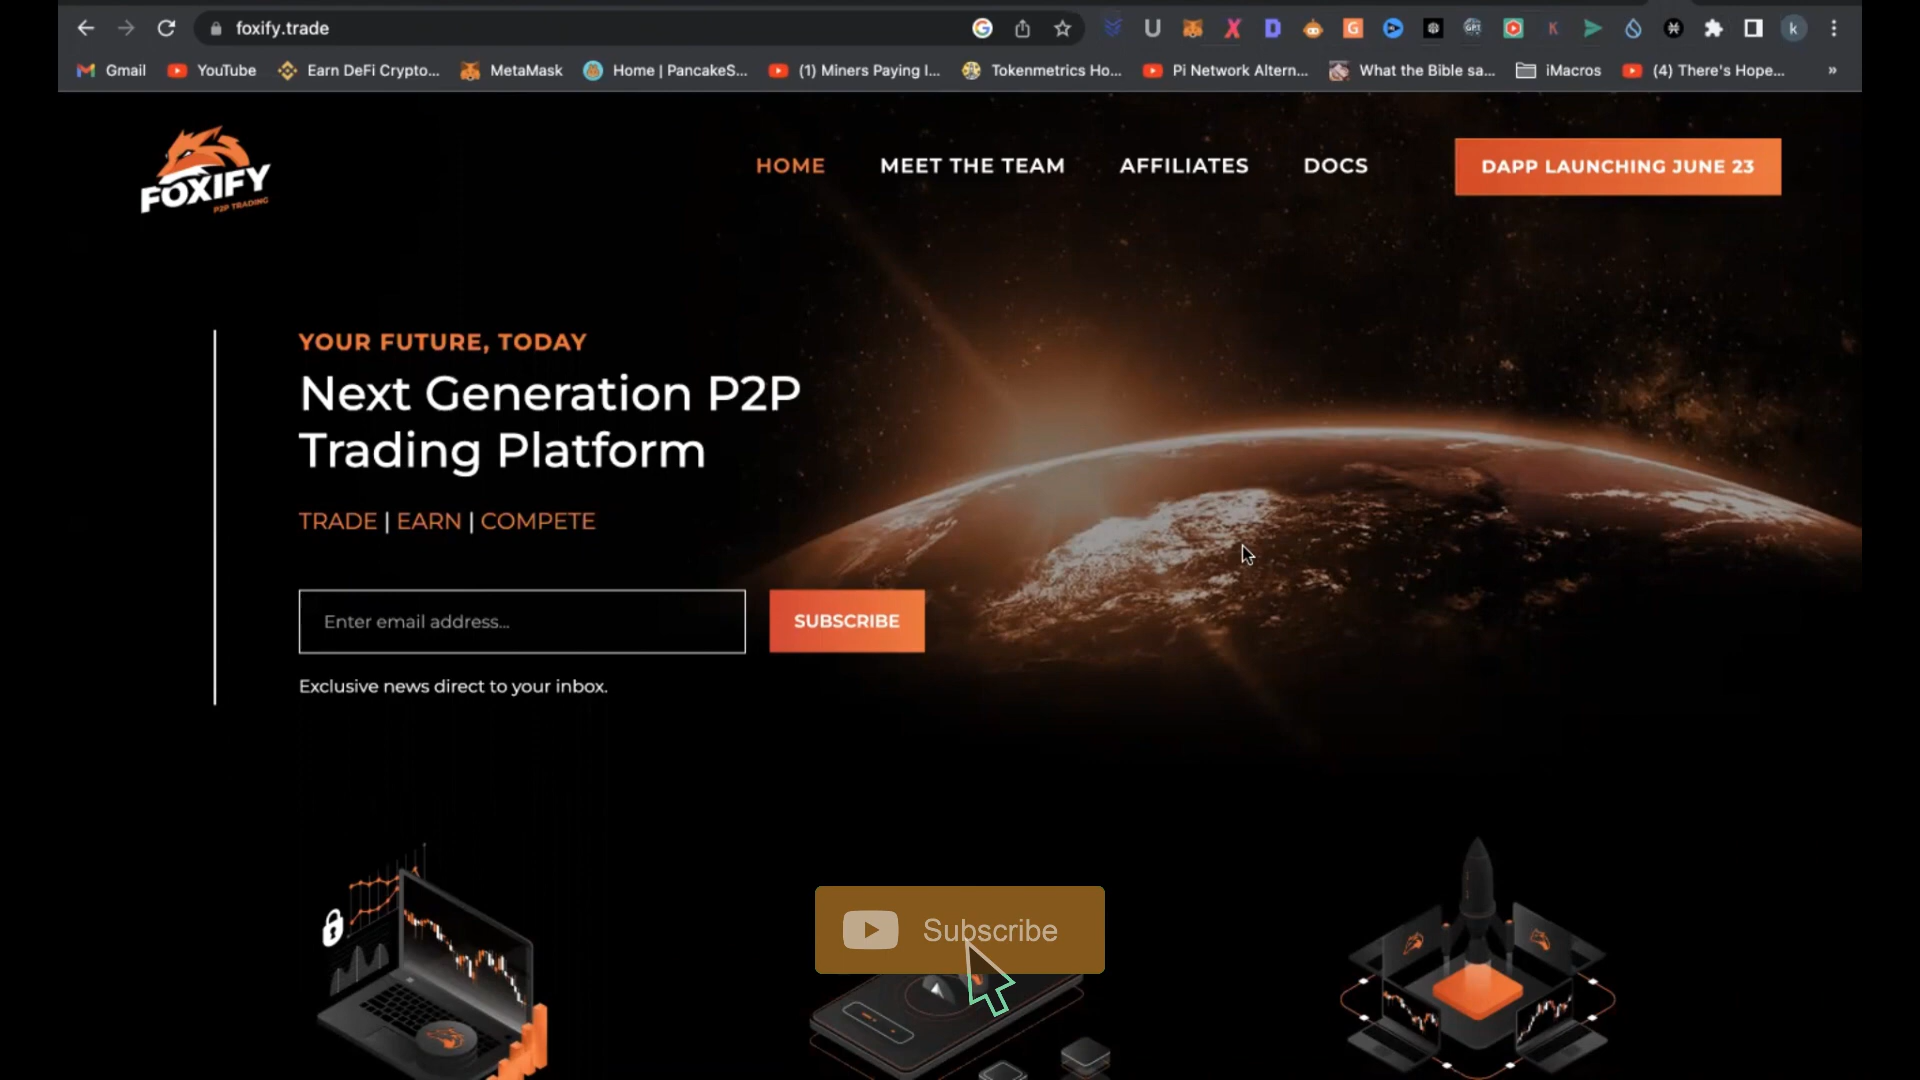 foxify.trade
Gmail YouTube Earn DeFi Crypto... MetaMask Home | PancakeS... (1) Miners Paying I... Tokenmetrics Ho... Pi Network Altern... What the Bible sa... iMacros (4) There's Hope... »
FOXIFY
P2P TRADING
HOME MEET THE TEAM AFFILIATES DOCS DAPP LAUNCHING JUNE 23
YOUR FUTURE, TODAY
Next Generation P2P
Trading Platform
TRADE | EARN | COMPETE
Enter email address... SUBSCRIBE
Exclusive news direct to your inbox.
Subscribe